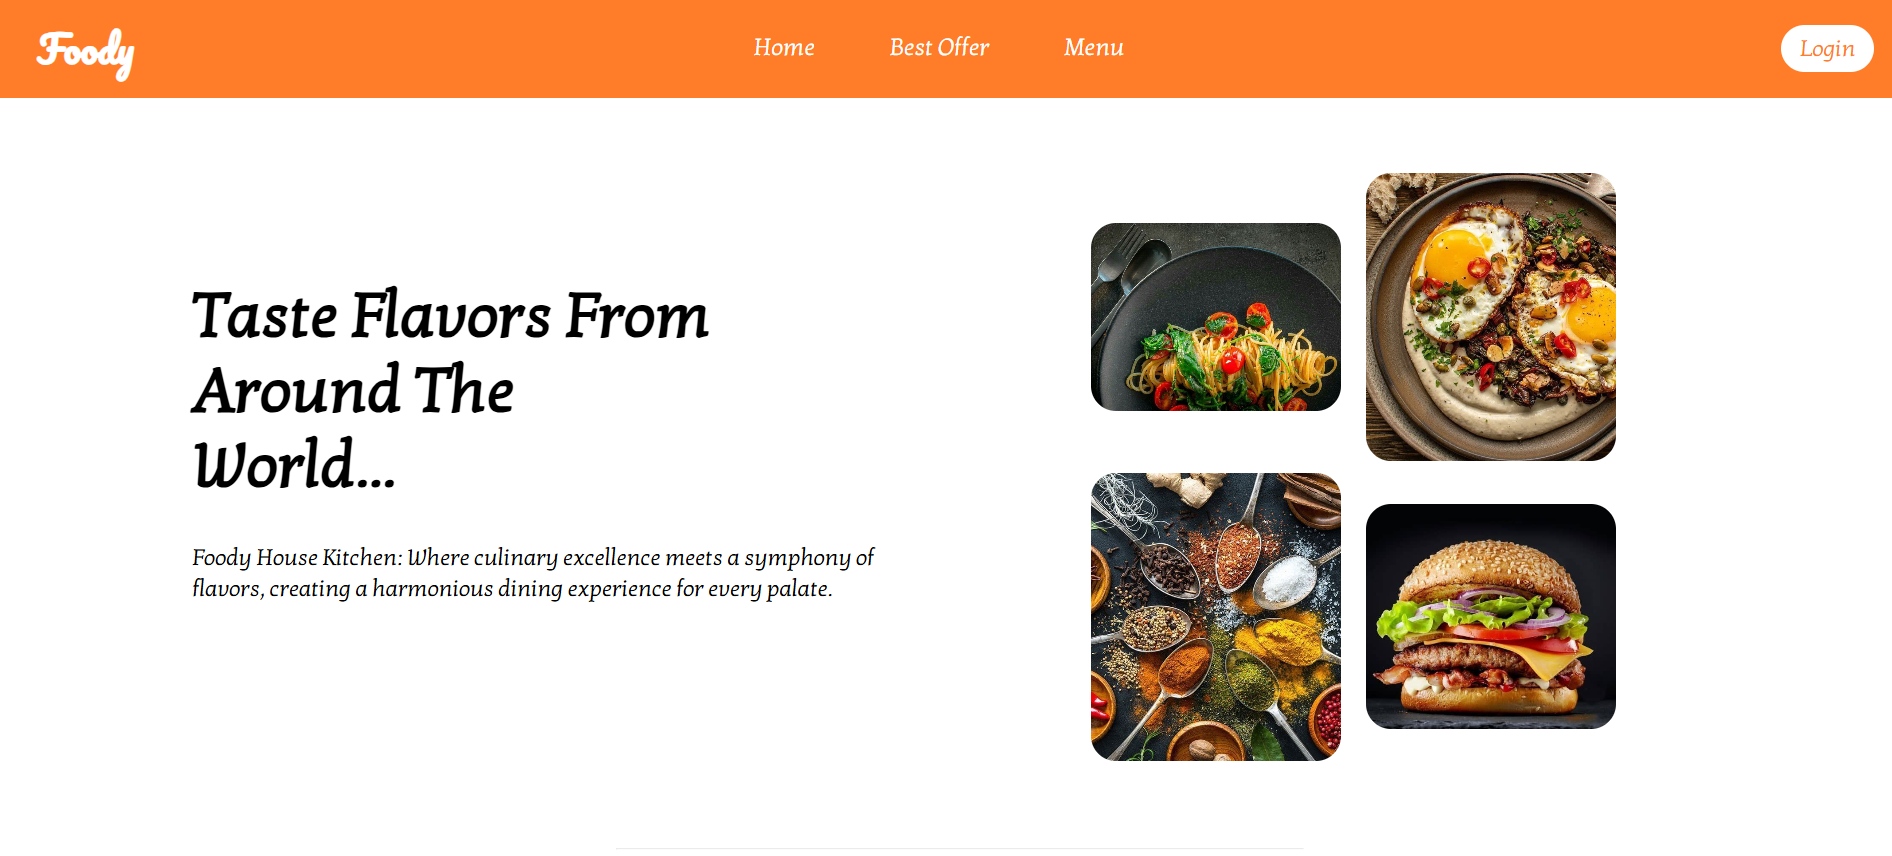 Foody
Home
Best Offer
Menu
Login
Taste Flavors From
Around The
World...
Foody House Kitchen: Where culinary excellence meets a symphony of
flavors, creating a harmonious dining experience for every palate.